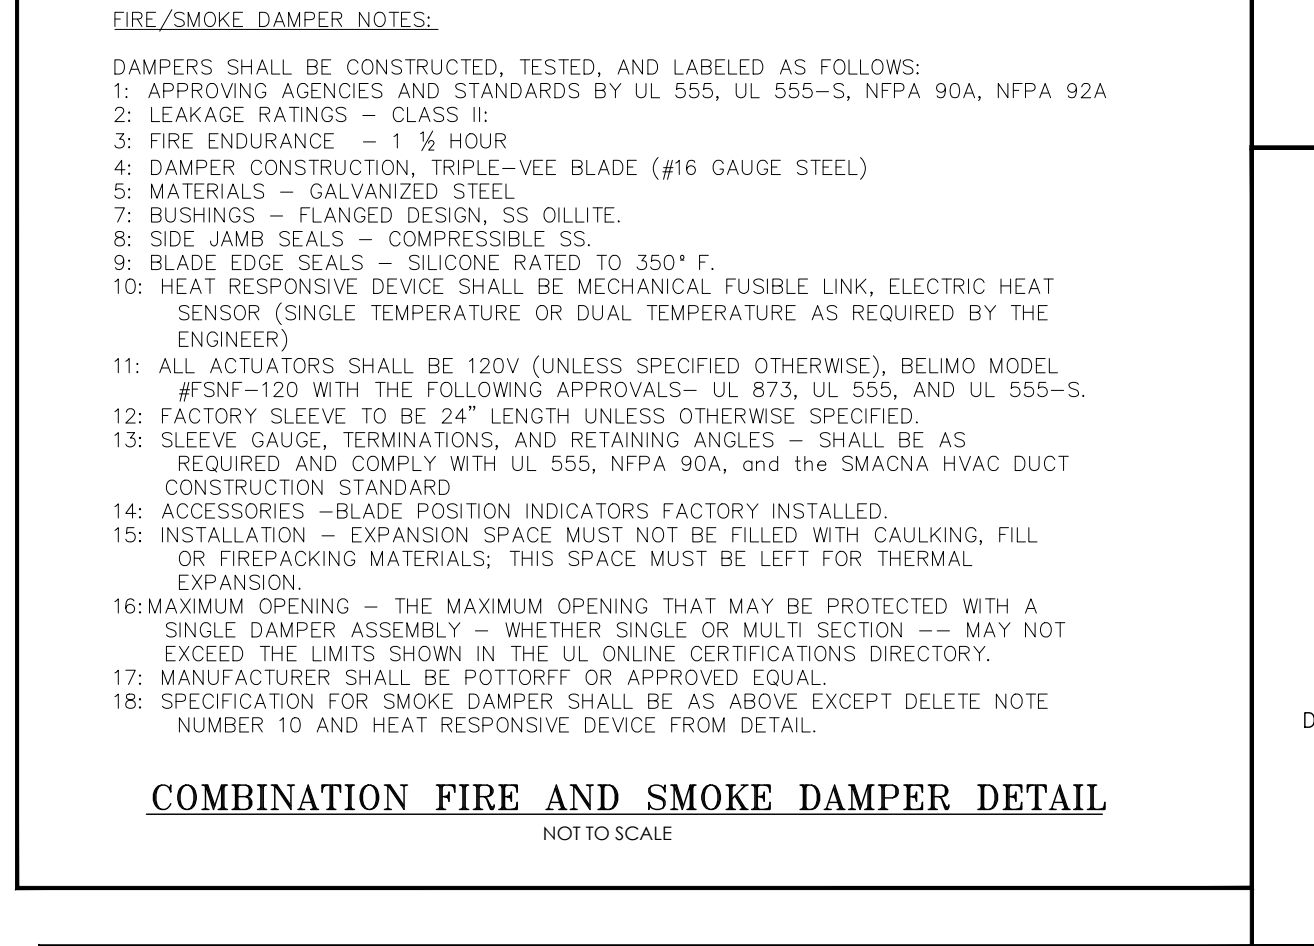 FIRE/SMOKE DAMPER NOTES:
DAMPERS SHALL BE CONSTRUCTED, TESTED, AND LABELED AS FOLLOWS:
1: APPROVING AGENCIES AND STANDARDS BY UL 555, UL 555-S, NFPA 90A, NFPA 92A
2: LEAKAGE RATINGS - CLASS II:
3: FIRE ENDURANCE - 1 ½ HOUR
4: DAMPER CONSTRUCTION, TRIPLE-VEE BLADE (#16 GAUGE STEEL)
5: MATERIALS - GALVANIZED STEEL
7: BUSHINGS - FLANGED DESIGN, SS OILLITE.
8: SIDE JAMB SEALS - COMPRESSIBLE SS.
9: BLADE EDGE SEALS - SILICONE RATED TO 350° F.
10: HEAT RESPONSIVE DEVICE SHALL BE MECHANICAL FUSIBLE LINK, ELECTRIC HEAT
SENSOR (SINGLE TEMPERATURE OR DUAL TEMPERATURE AS REQUIRED BY THE
ENGINEER)
11: ALL ACTUATORS SHALL BE 120V (UNLESS SPECIFIED OTHERWISE), BELIMO MODEL
#FSNF-120 WITH THE FOLLOWING APPROVALS- UL 873, UL 555, AND UL 555-S.
12: FACTORY SLEEVE TO BE 24" LENGTH UNLESS OTHERWISE SPECIFIED.
13: SLEEVE GAUGE, TERMINATIONS, AND RETAINING ANGLES - SHALL BE AS
REQUIRED AND COMPLY WITH UL 555, NFPA 90A, and the SMACNA HVAC DUCT
CONSTRUCTION STANDARD
14: ACCESSORIES -BLADE POSITION INDICATORS FACTORY INSTALLED.
15: INSTALLATION - EXPANSION SPACE MUST NOT BE FILLED WITH CAULKING, FILL
OR FIREPACKING MATERIALS; THIS SPACE MUST BE LEFT FOR THERMAL
EXPANSION.
16: MAXIMUM OPENING - THE MAXIMUM OPENING THAT MAY BE PROTECTED WITH A
SINGLE DAMPER ASSEMBLY - WHETHER SINGLE OR MULTI SECTION -- MAY NOT
EXCEED THE LIMITS SHOWN IN THE UL ONLINE CERTIFICATIONS DIRECTORY.
17: MANUFACTURER SHALL BE POTTORFF OR APPROVED EQUAL.
18: SPECIFICATION FOR SMOKE DAMPER SHALL BE AS ABOVE EXCEPT DELETE NOTE
NUMBER 10 AND HEAT RESPONSIVE DEVICE FROM DETAIL.
COMBINATION FIRE AND SMOKE DAMPER DETAIL
NOT TO SCALE